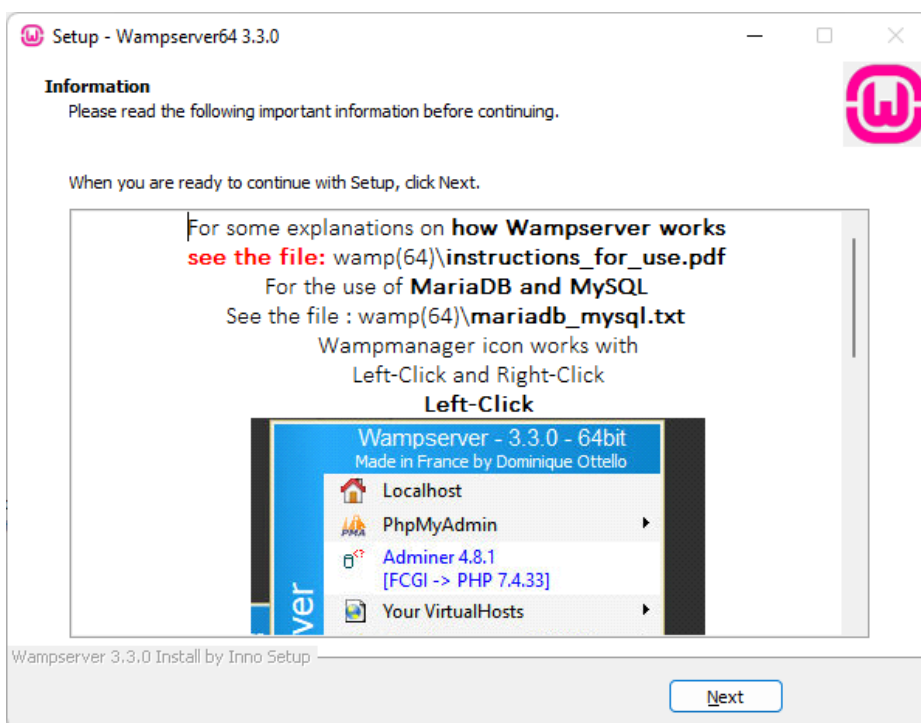 Setup - Wampserver64 3.3.0
Information
Please read the following important information before continuing.
When you are ready to continue with Setup, click Next.
For some explanations on how Wampserver works
see the file: wamp(64)\instructions_for_use.pdf
For the use of MariaDB and MySQL
See the file : wamp(64)\mariadb_mysql.txt
Wampmanager icon works with
Left-Click and Right-Click
Left-Click
Wampserver - 3.3.0 - 64bit
Made in France by Dominique Ottello
Localhost
PMA PhpMyAdmin
Adminer 4.8.1
[FCGI -> PHP 7.4.33]
Your VirtualHosts
Wampserver 3.3.0 Install by Inno Setup
Next